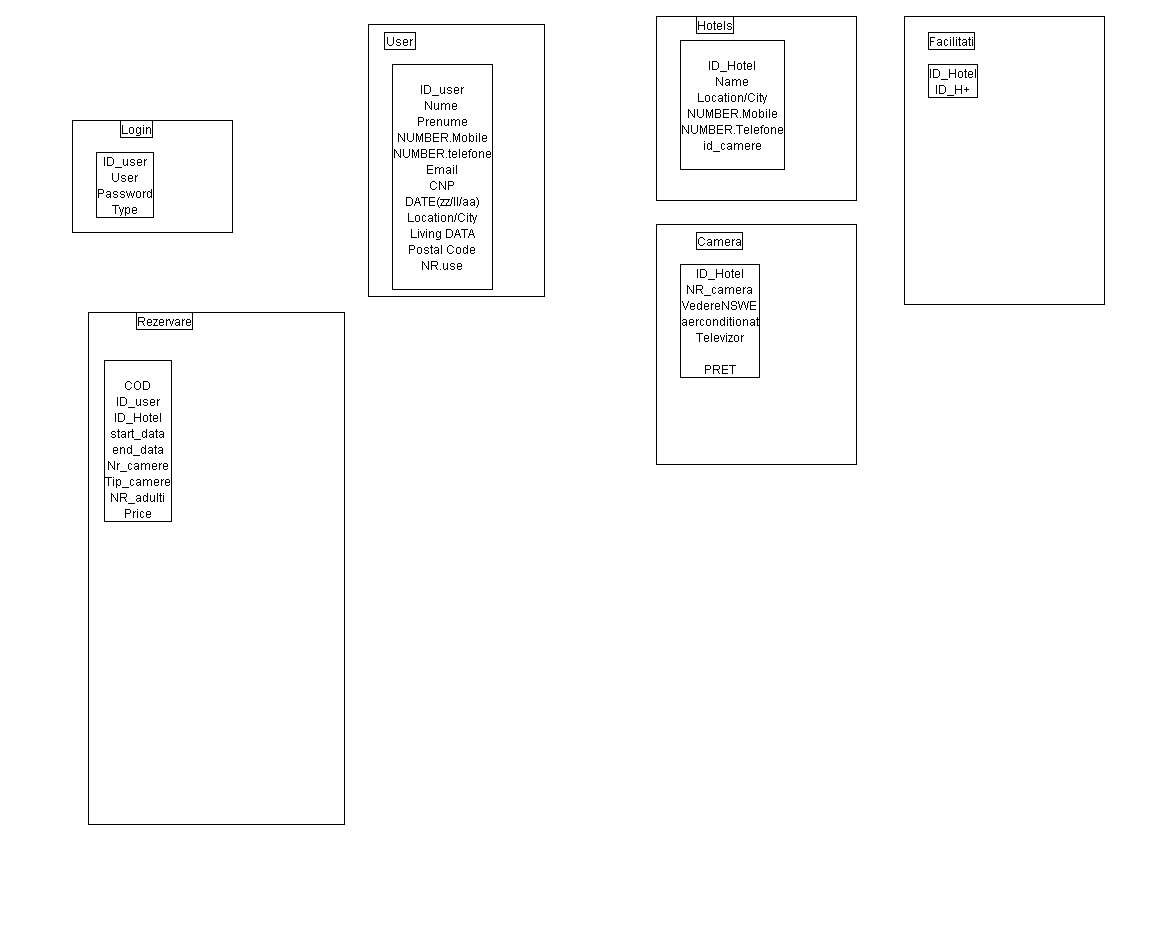 Login
ID_user
User
Password
Type
User
ID_user
Nume
Prenume
NUMBER.Mobile
NUMBER.telefone
Email
CNP
DATE(zz/ll/aa)
Location/City
Living DATA
Postal Code
NR.use
Hotels
ID_Hotel
Name
Location/City
NUMBER.Mobile
NUMBER.Telefone
id_camere
Facilitati
ID_Hotel
ID_H+
Camera
ID_Hotel
NR_camera
VedereNSWE
aerconditionat
Televizor
PRET
Rezervare
COD
ID_user
ID_Hotel
start_data
end_data
Nr_camere
Tip_camere
NR_adulti
Price